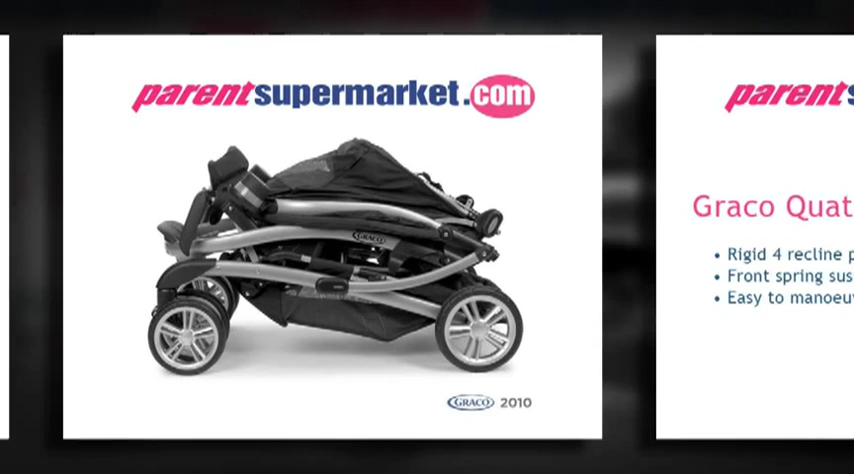 parentsupermarket.com
GRACO
GRACO 2010
parents
Graco Quat
• Rigid 4 recline p
• Front spring sus
• Easy to manoeuv